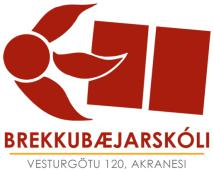 BREKKUBÆJARSKÓLI
VESTURGÖTU 120, AKRANESI